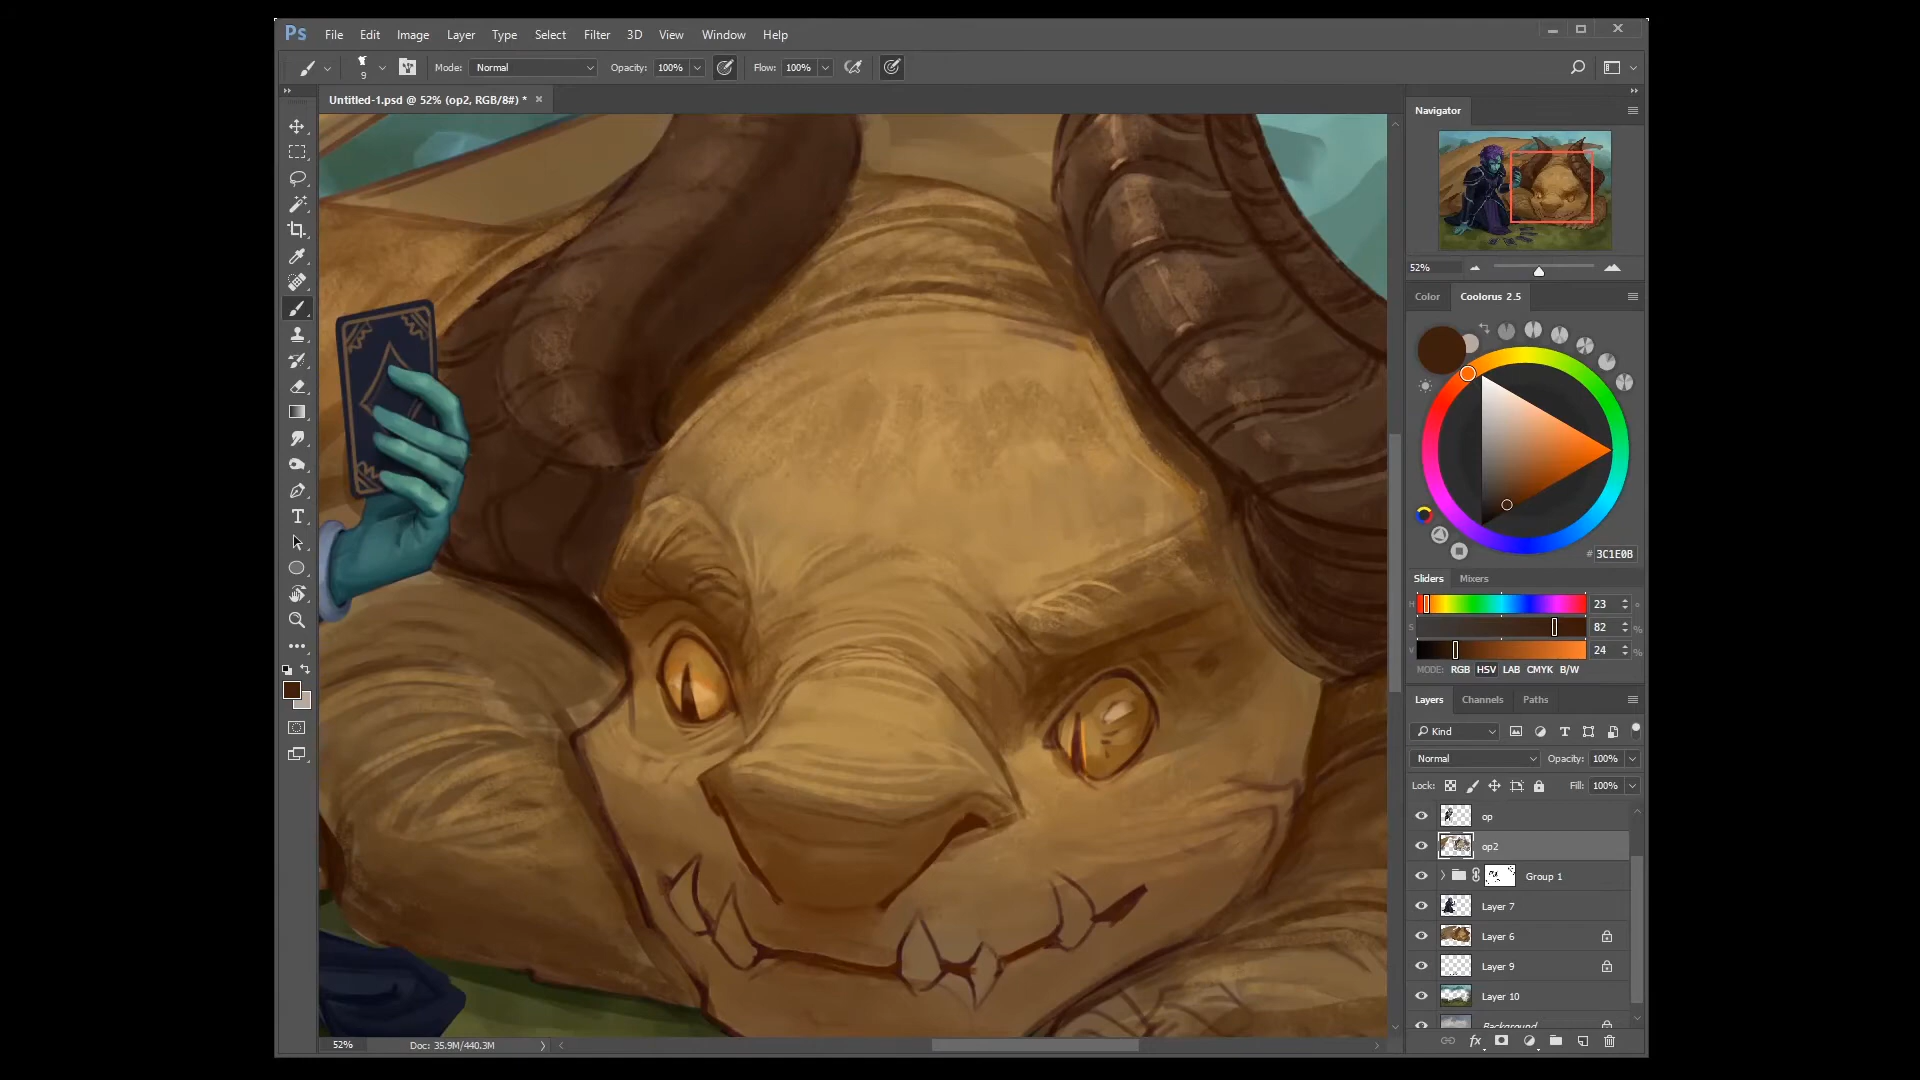 Ps File Edit Image Layer Type Select Filter 3D View Window Help
9 Mode: Normal Opacity: 100% Flow: 100%
Untitled-1.psd @ 52% (op2, RGB/8#) * ×
Navigator
52%
Color Coolorus 2.5
# 3C1E0B
Sliders Mixers
H 23 °
S 82 %
V 24 %
MODE: RGB HSV LAB CMYK B/W
Layers Channels Paths
Kind
Normal Opacity: 100%
Lock: Fill: 100%
op
op2
Group 1
Layer 7
Layer 6
Layer 9
Layer 10
Background
fx
52% Doc: 35.9M/440.3M